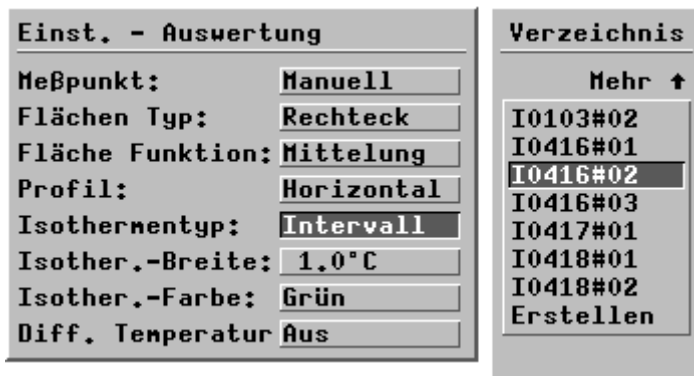 Einst. - Auswertung
Meßpunkt: Manuell
Flächen Typ: Rechteck
Fläche Funktion: Mittelung
Profil: Horizontal
Isothermentyp: Intervall
Isother.-Breite: 1.0°C
Isother.-Farbe: Grün
Diff. Temperatur Aus
Verzeichnis
Mehr ↑
I0103#02
I0416#01
I0416#02
I0416#03
I0417#01
I0418#01
I0418#02
Erstellen